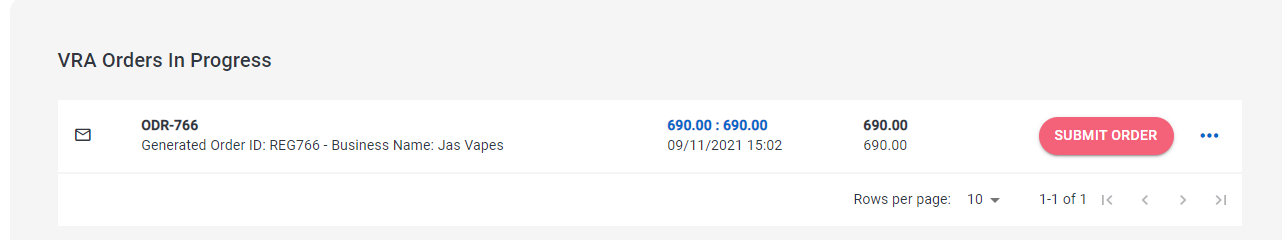 VRA Orders In Progress
ODR-766 690.00 : 690.00 690.00
Generated Order ID: REG766 - Business Name: Jas Vapes 09/11/2021 15:02 690.00
SUBMIT ORDER
Rows per page: 10 1-1 of 1